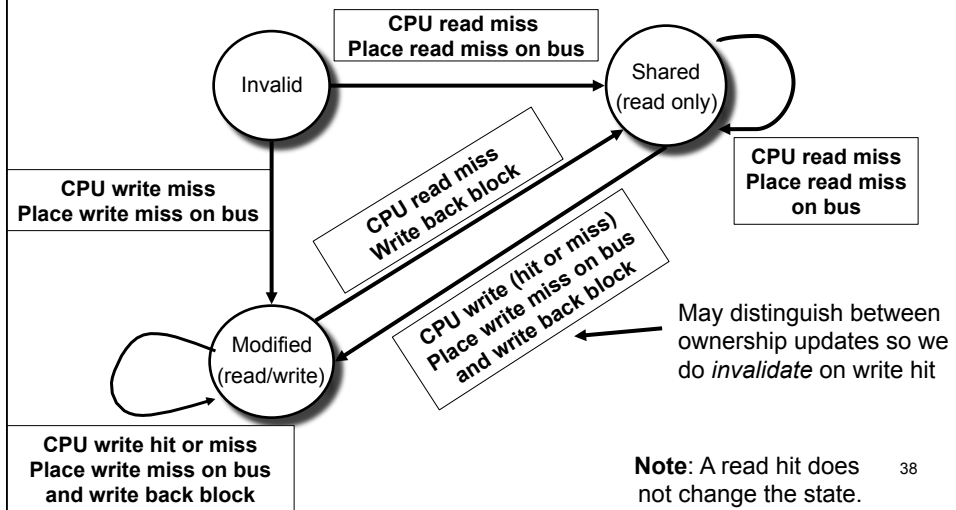 CPU read miss
Place read miss on bus
Invalid
Shared
(read only)
CPU read miss
Place read miss
on bus
CPU write miss
Place write miss on bus
CPU read miss
Write back block
CPU write (hit or miss)
Place write miss on bus
and write back block
May distinguish between
ownership updates so we
do invalidate on write hit
Modified
(read/write)
CPU write hit or miss
Place write miss on bus
and write back block
Note: A read hit does
not change the state.
38